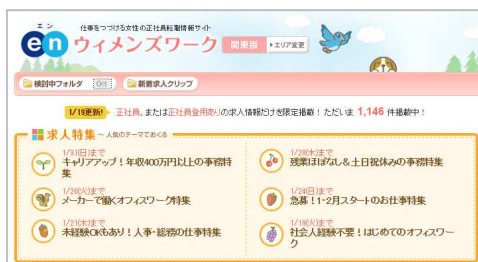 エン
仕事をつづける女性の正社員転職情報サイト
en ウィメンズワーク 関東版 ▸エリア変更
検討中フォルダ 0件 新着求人クリップ
1/19更新! 正社員、または正社員登用ありの求人情報だけを限定掲載！ただいま 1,146 件掲載中！
求人特集 ～ 人気のテーマでおくる
1/31(日)まで
キャリアアップ！年収400万円以上の事務特
集
1/26(火)まで
メーカーで働くオフィスワーク特集
1/21(木)まで
未経験OKもあり！人事・総務の仕事特集
1/28(木)まで
残業ほぼなし&土日祝休みの事務特集
1/24(日)まで
急募！1・2月スタートのお仕事特集
1/19(火)まで
社会人経験不要！はじめてのオフィスワー
ク